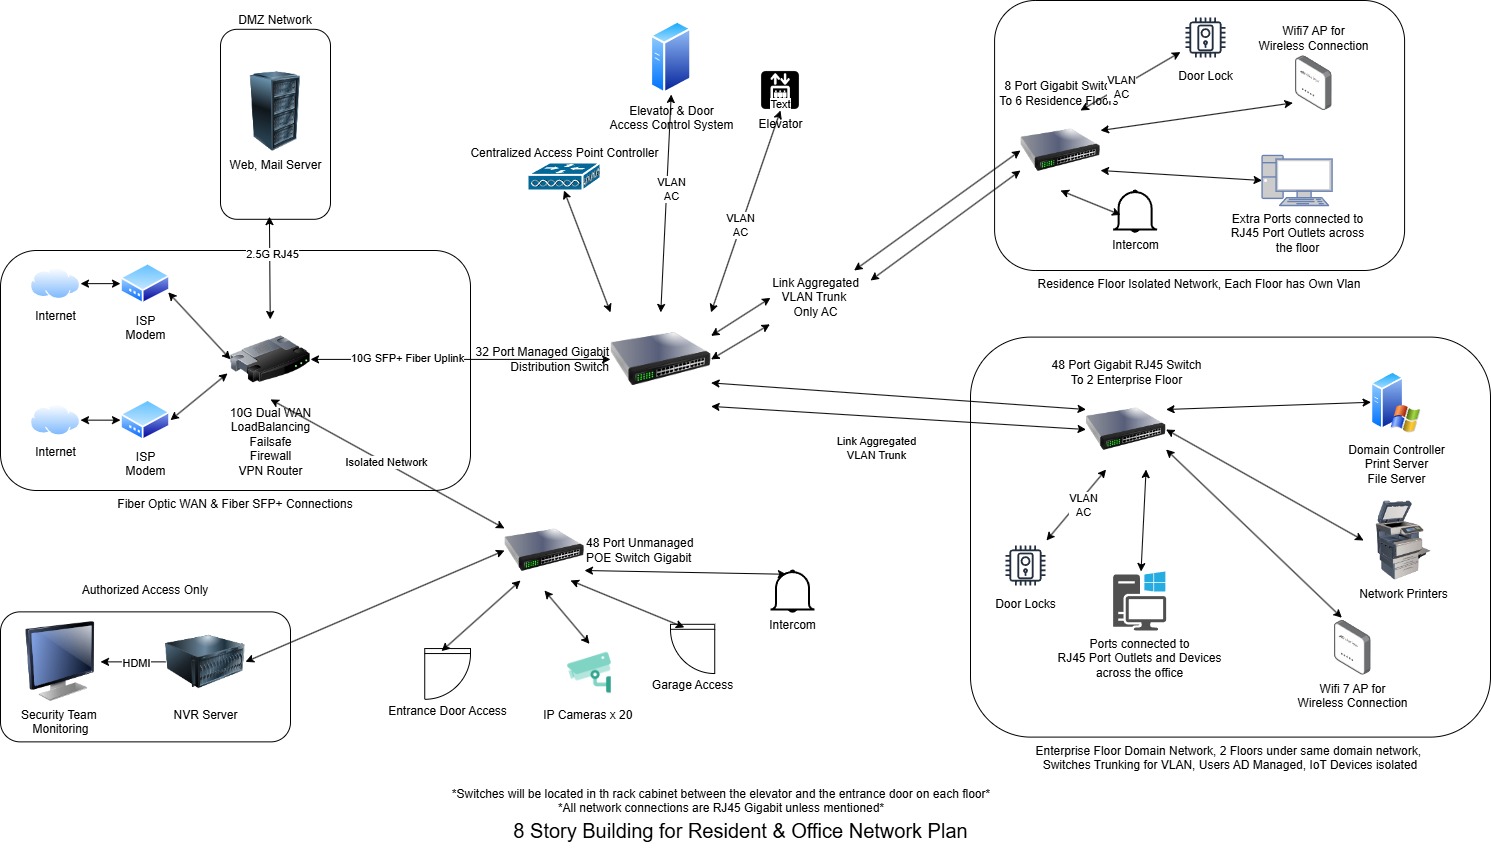 DMZ Network
Web, Mail Server
2.5G RJ45
Internet
ISP
Modem
Internet
ISP
Modem
10G Dual WAN
LoadBalancing
Failsafe
Firewall
VPN Router
10G SFP+ Fiber Uplink
Isolated Network
Fiber Optic WAN & Fiber SFP+ Connections
Elevator & Door
Access Control System
Text
Elevator
Centralized Access Point Controller
VLAN
AC
VLAN
AC
32 Port Managed Gigabit
Distribution Switch
Link Aggregated
VLAN Trunk
Only AC
8 Port Gigabit Switch
To 6 Residence Floors
VLAN
AC
Door Lock
Wifi7 AP for
Wireless Connection
Extra Ports connected to
RJ45 Port Outlets across
the floor
Intercom
Residence Floor Isolated Network, Each Floor has Own Vlan
Link Aggregated
VLAN Trunk
48 Port Gigabit RJ45 Switch
To 2 Enterprise Floor
Domain Controller
Print Server
File Server
VLAN
AC
Door Locks
Network Printers
Ports connected to
RJ45 Port Outlets and Devices
across the office
Wifi 7 AP for
Wireless Connection
Enterprise Floor Domain Network, 2 Floors under same domain network,
Switches Trunking for VLAN, Users AD Managed, IoT Devices isolated
48 Port Unmanaged
POE Switch Gigabit
Intercom
Garage Access
IP Cameras x 20
Entrance Door Access
Authorized Access Only
HDMI
Security Team
Monitoring
NVR Server
*Switches will be located in th rack cabinet between the elevator and the entrance door on each floor*
*All network connections are RJ45 Gigabit unless mentioned*
8 Story Building for Resident & Office Network Plan